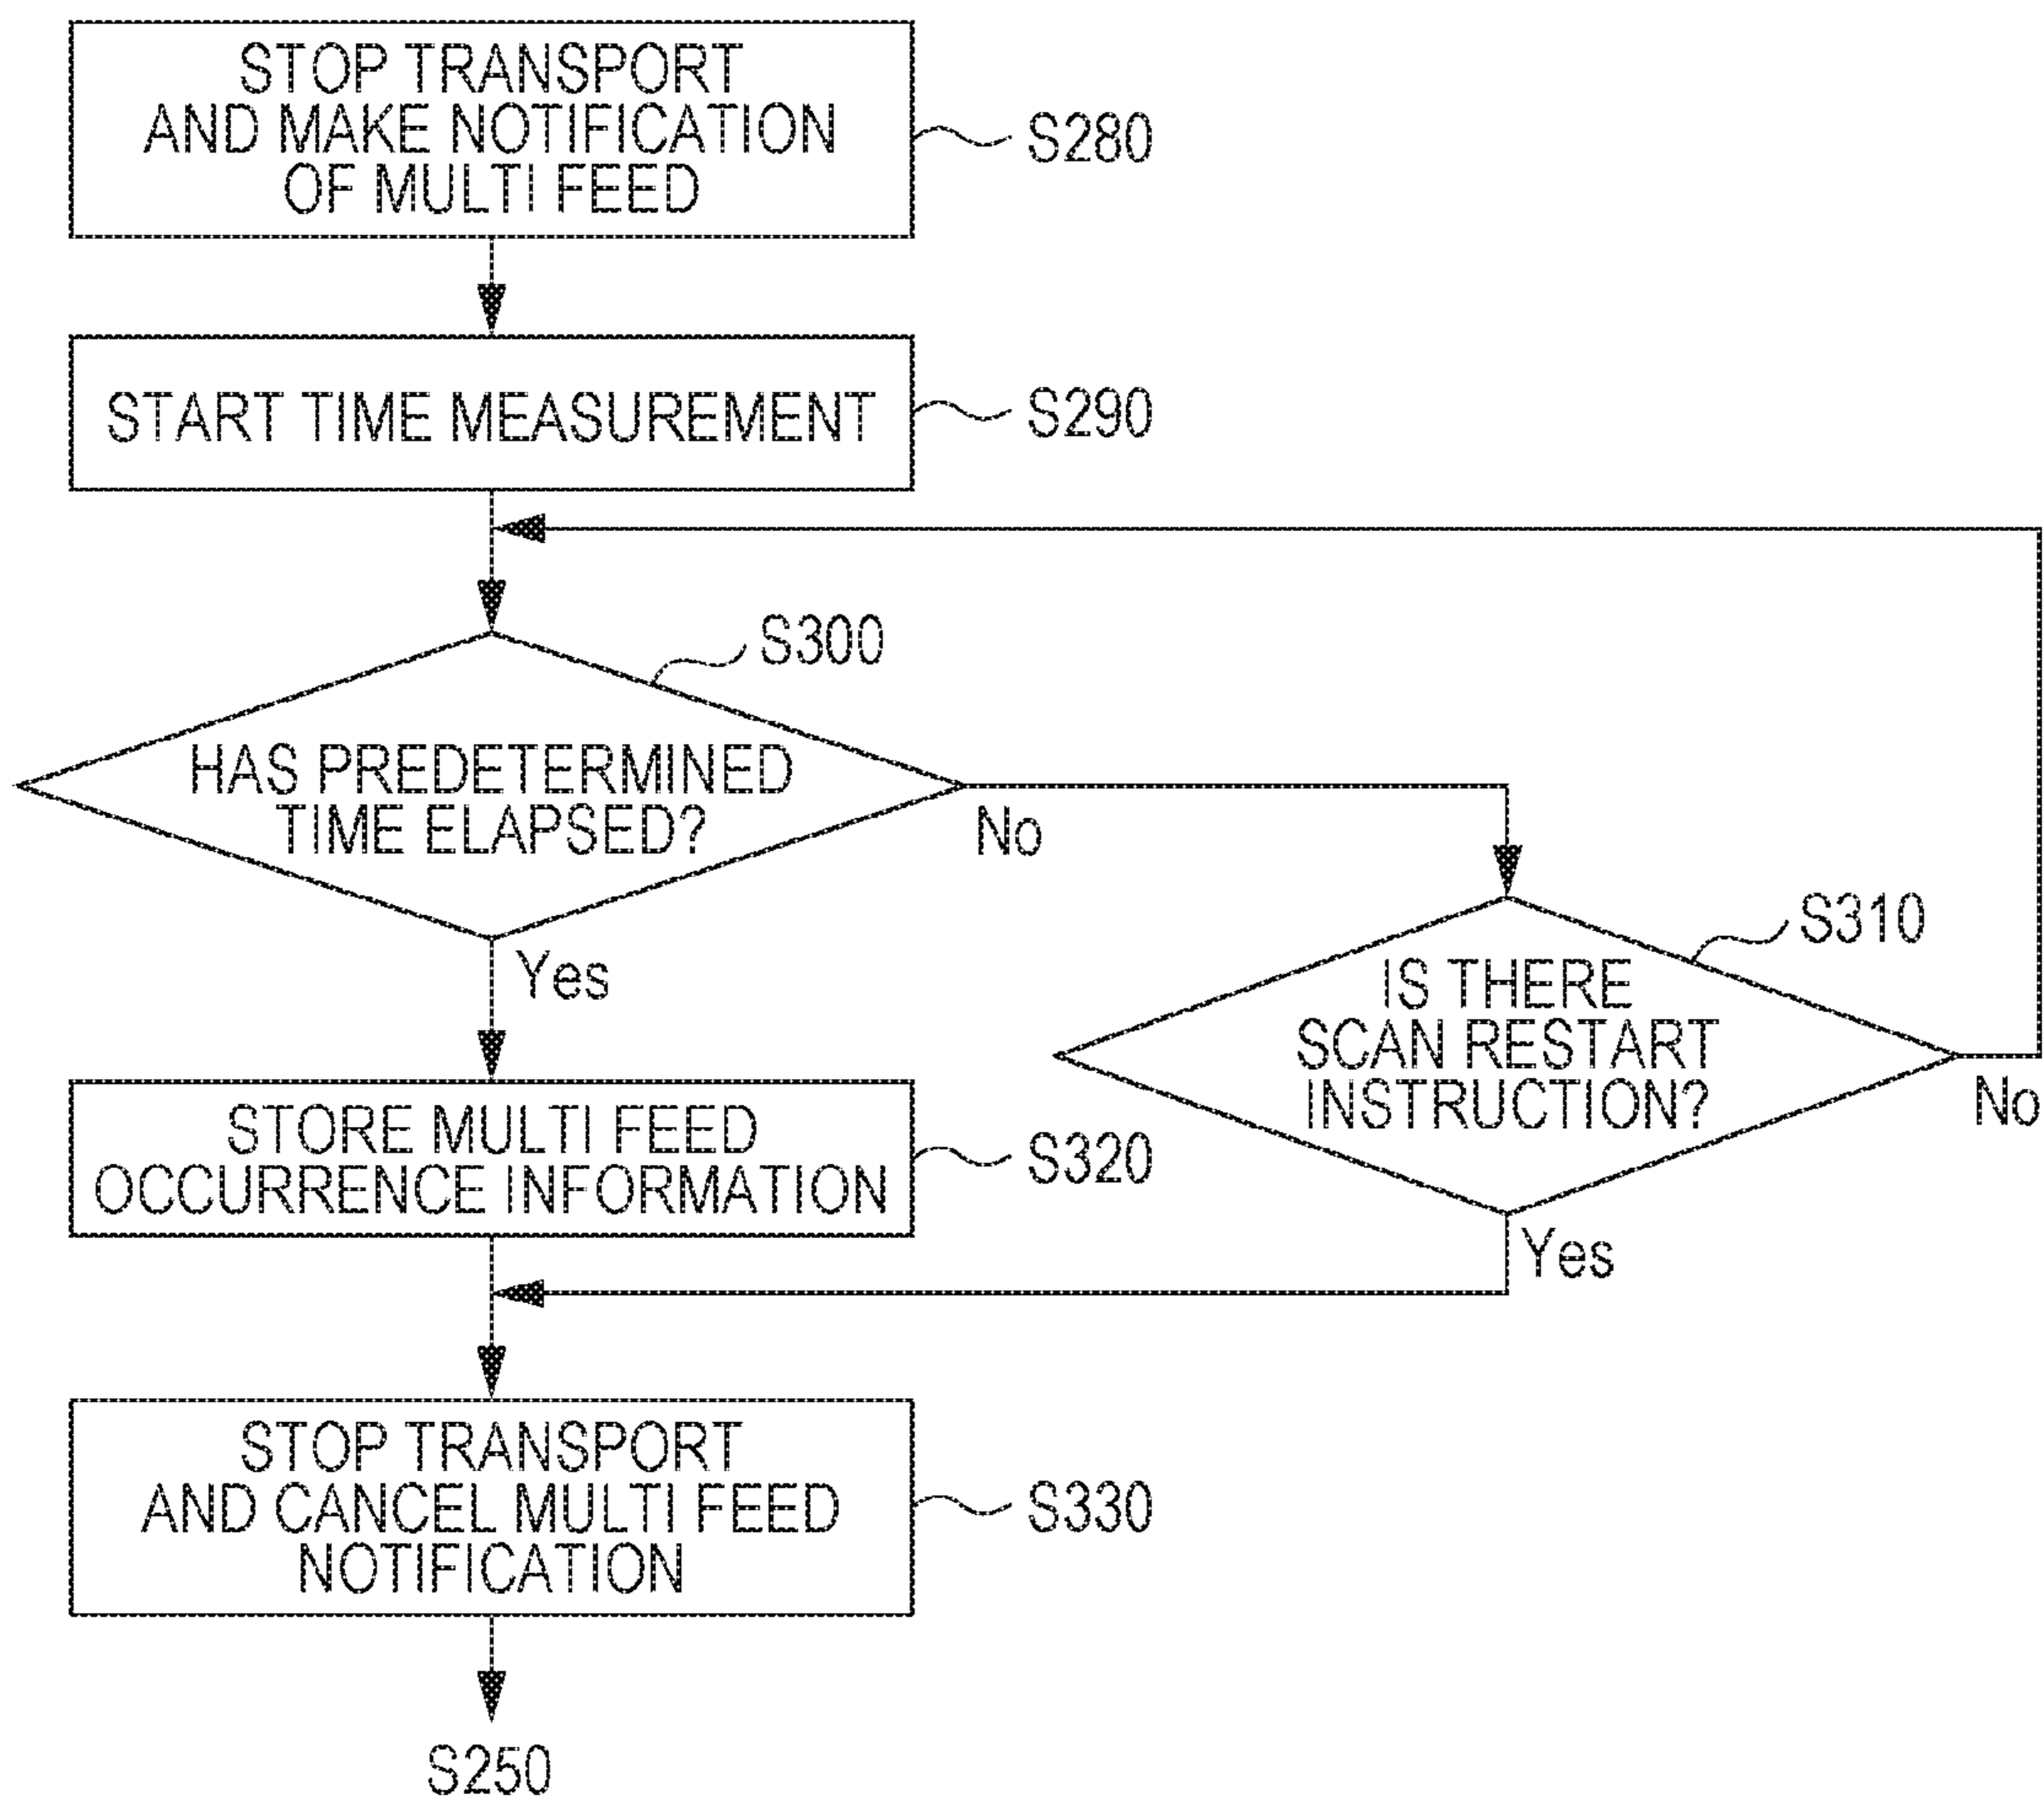 STOP TRANSPORT
AND MAKE NOTIFICATION
OF MULTI FEED
S280
START TIME MEASUREMENT
S290
S300
HAS PREDETERMINED
TIME ELAPSED?
No
Yes
S310
IS THERE
SCAN RESTART
INSTRUCTION?
No
Yes
STORE MULTI FEED
OCCURRENCE INFORMATION
S320
STOP TRANSPORT
AND CANCEL MULTI FEED
NOTIFICATION
S330
S250